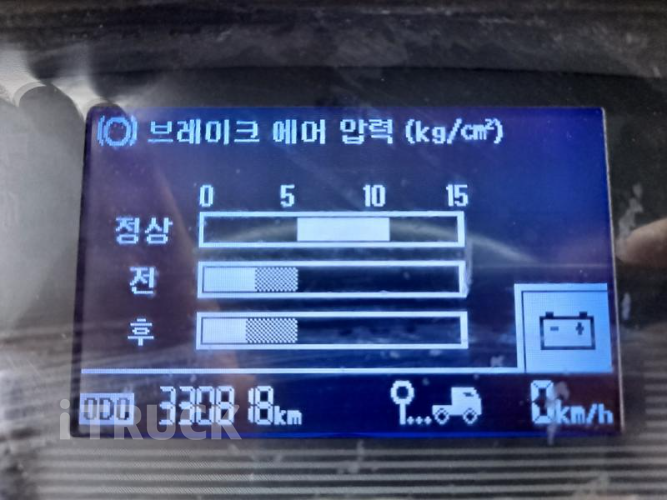 브레이크 에어 압력 (kg/cm²)
0 5 10 15
정상
전
후
ODO 330818km 0km/h
iTRUCK